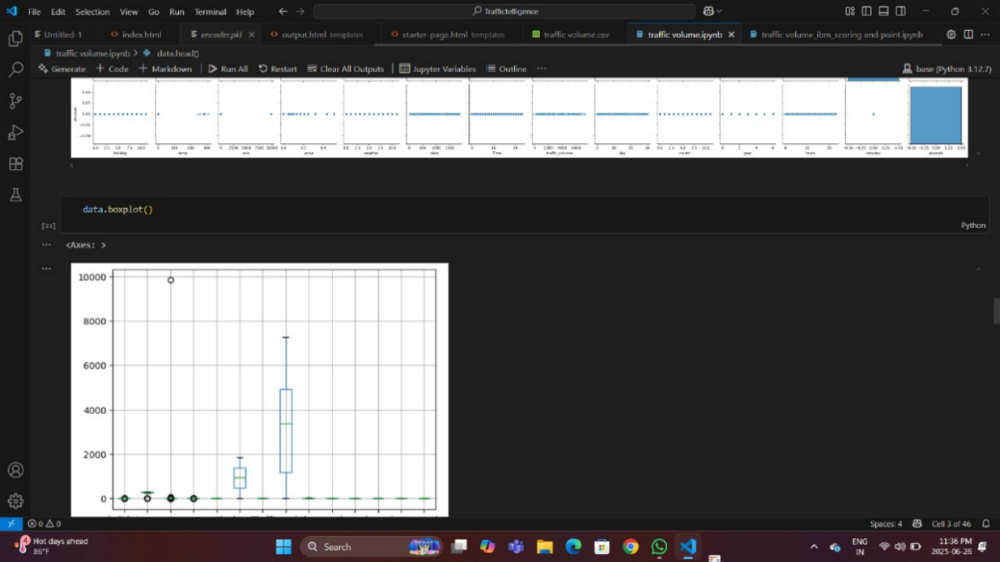 File Edit Selection View Go Run Terminal Help
Traffictelligence
Untitled-1 index.html encoder.pkl output.html templates starter-page.html templates traffic volume.csv traffic volume.ipynb traffic volume_ibm_scoring end point.ipynb
traffic volume.ipynb > data.head()
Generate + Code + Markdown Run All Restart Clear All Outputs Jupyter Variables Outline ... base (Python 3.12.7)
seconds
holiday temp rain snow weather date Time traffic_volume day month year hours minutes seconds
data.boxplot()
[23]
Python
<Axes: >
10000
8000
6000
4000
2000
0
0 0 Spaces: 4 Cell 3 of 46
4
Hot days ahead
86°F
Search
ENG
IN
11:36 PM
2025-06-26